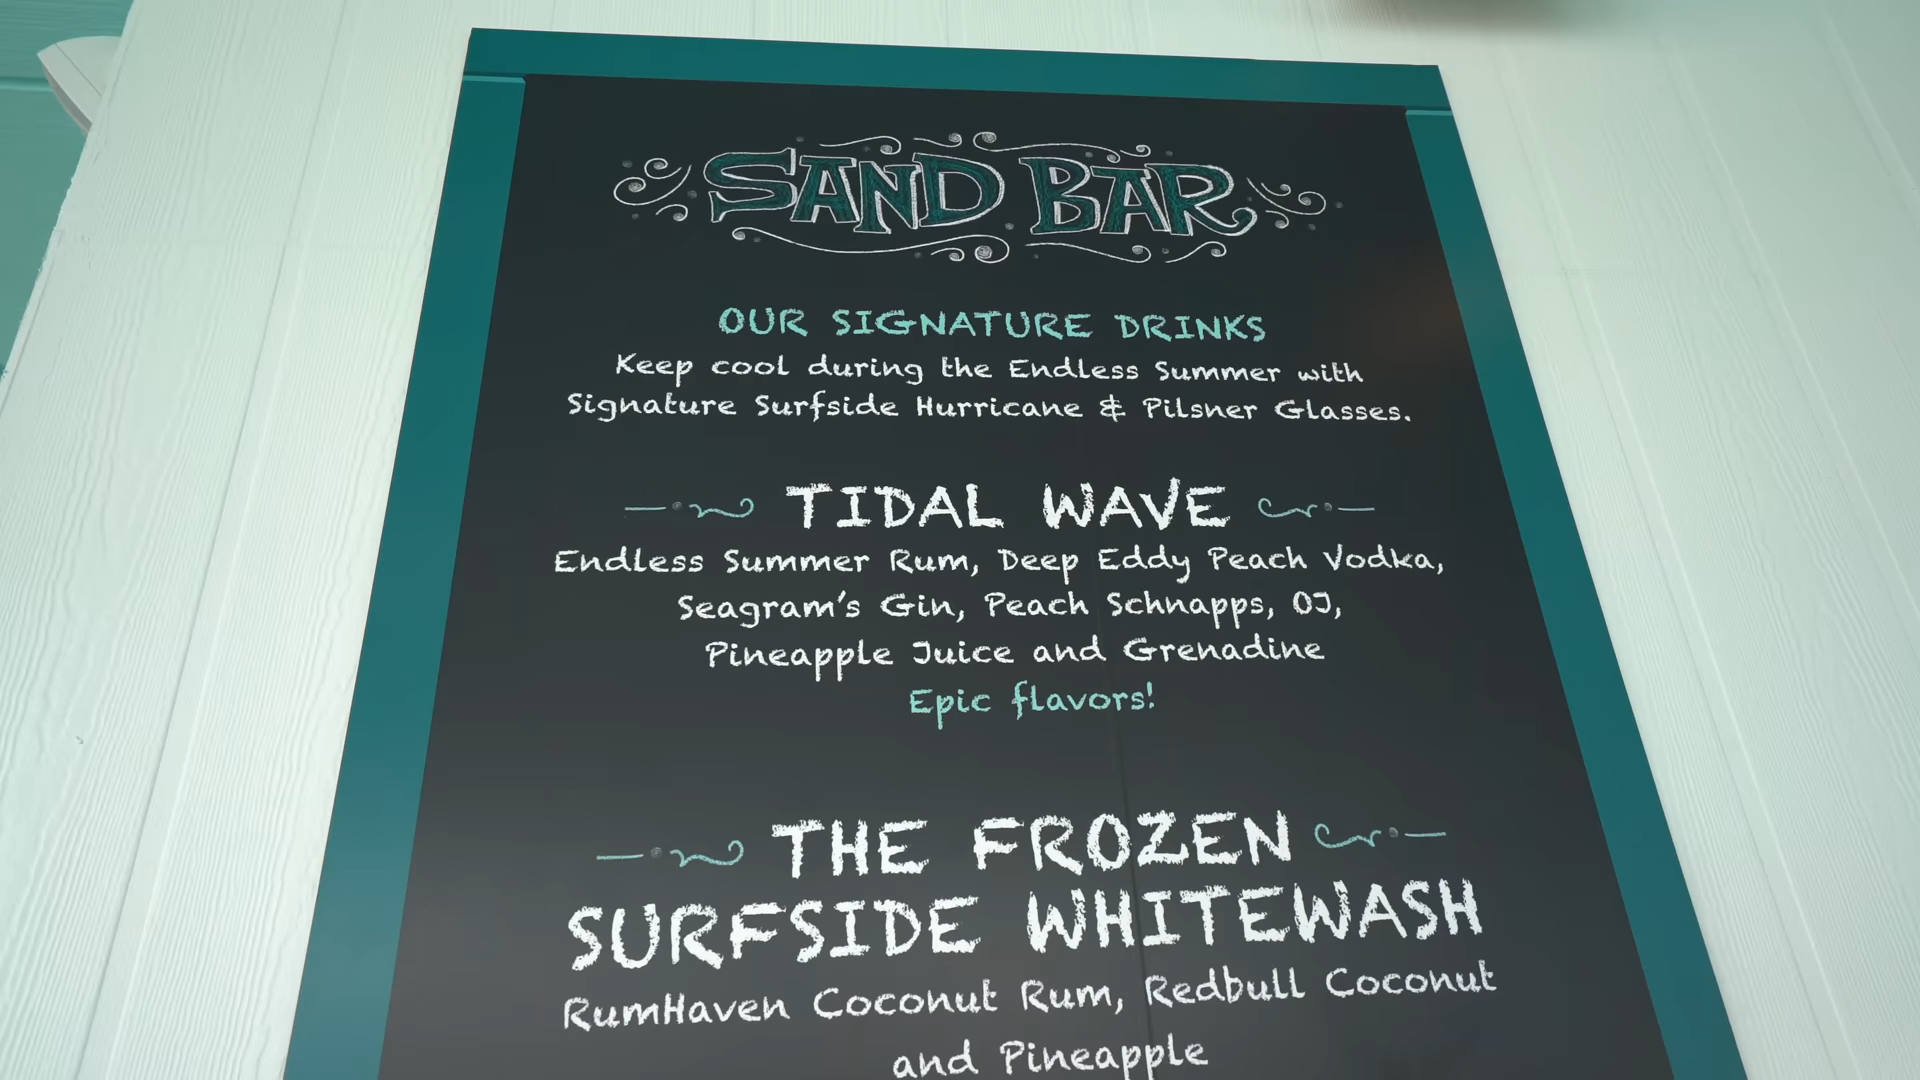 SAND BAR
OUR SIGNATURE DRINKS
Keep cool during the Endless Summer with
Signature Surfside Hurricane & Pilsner Glasses.
TIDAL WAVE
Endless Summer Rum, Deep Eddy Peach Vodka,
Seagram's Gin, Peach Schnapps, OJ,
Pineapple Juice and Grenadine
Epic flavors!
THE FROZEN
SURFSIDE WHITEWASH
RumHaven Coconut Rum, Redbull Coconut
and Pineapple